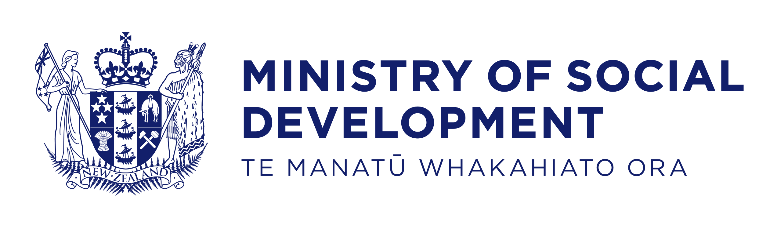 MINISTRY OF SOCIAL
DEVELOPMENT
TE MANATŪ WHAKAHIATO ORA
NEW ZEALAND